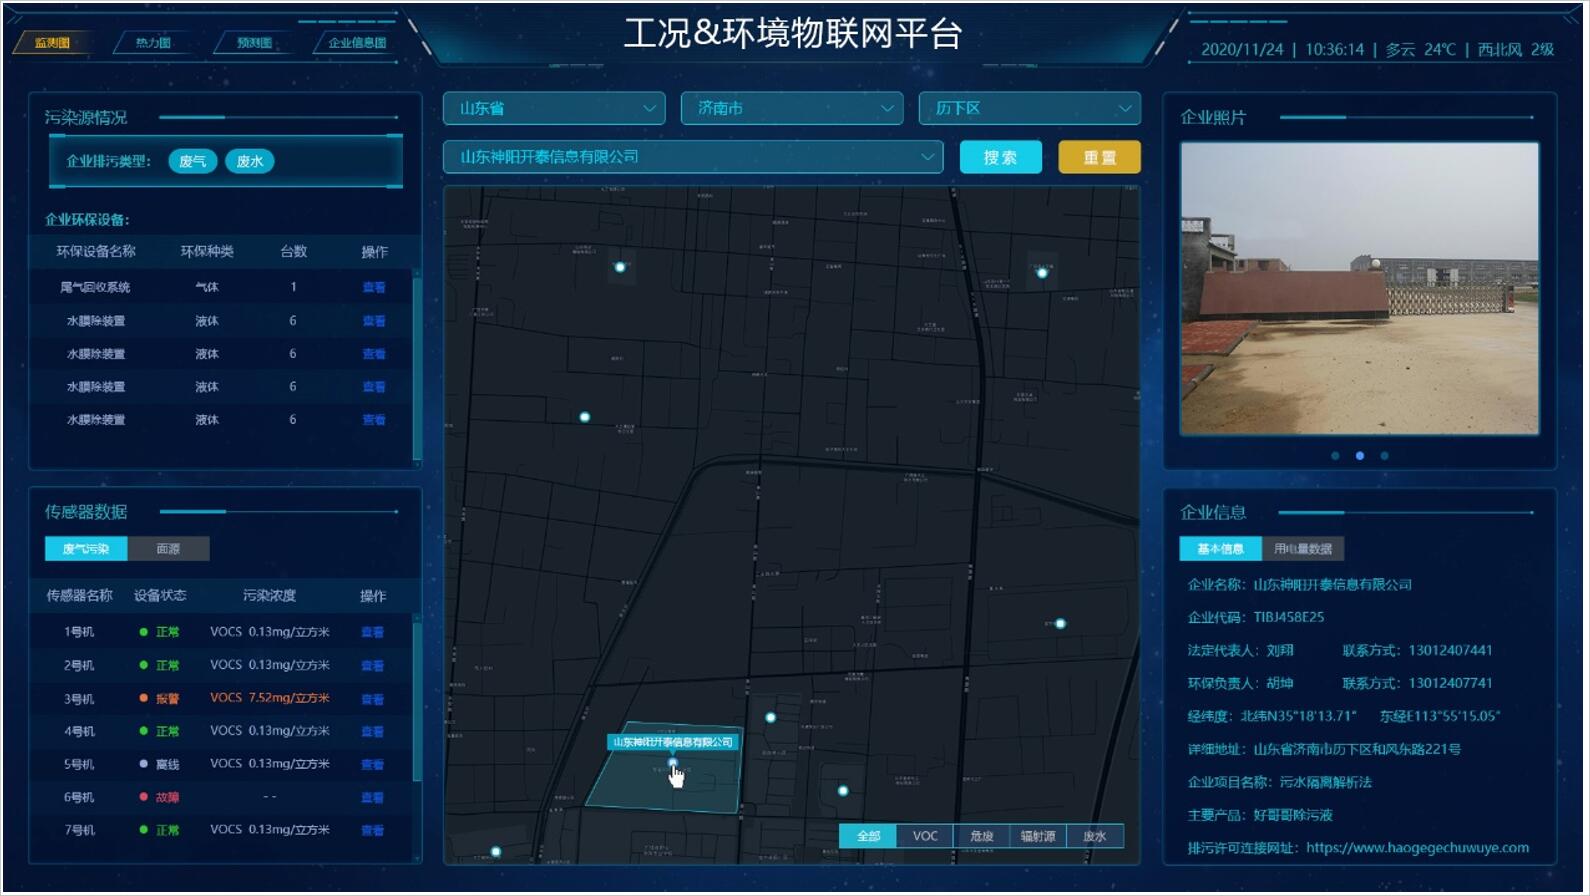 工况&环境物联网平台
监测图 热力图 预测图 企业信息图
2020/11/24 | 10:36:14 | 多云 24℃ | 西北风 2级
污染源情况
企业排污类型： 废气 废水
企业环保设备：
环保设备名称 环保种类 台数 操作
尾气回收系统 气体 1 查看
水膜除装置 液体 6 查看
水膜除装置 液体 6 查看
水膜除装置 液体 6 查看
水膜除装置 液体 6 查看
传感器数据
废气污染 面源
传感器名称 设备状态 污染浓度 操作
1号机 正常 VOCS 0.13mg/立方米 查看
2号机 正常 VOCS 0.13mg/立方米 查看
3号机 报警 VOCS 7.52mg/立方米 查看
4号机 正常 VOCS 0.13mg/立方米 查看
5号机 离线 VOCS 0.13mg/立方米 查看
6号机 故障 -- 查看
7号机 正常 VOCS 0.13mg/立方米 查看
山东省 济南市 历下区
山东神阳开泰信息有限公司 搜索 重置
山东神阳开泰信息有限公司
全部 VOC 危废 辐射源 废水
企业照片
企业信息
基本信息 用电量数据
企业名称：山东神阳开泰信息有限公司
企业代码：TIBJ458E25
法定代表人：刘翔 联系方式：13012407441
环保负责人：胡坤 联系方式：13012407741
经纬度：北纬N35°18'13.71" 东经E113°55'15.05"
详细地址：山东省济南市历下区和风东路221号
企业项目名称：污水隔离解析法
主要产品：好哥哥除污液
排污许可连接网址：https://www.haogegechuwuye.com